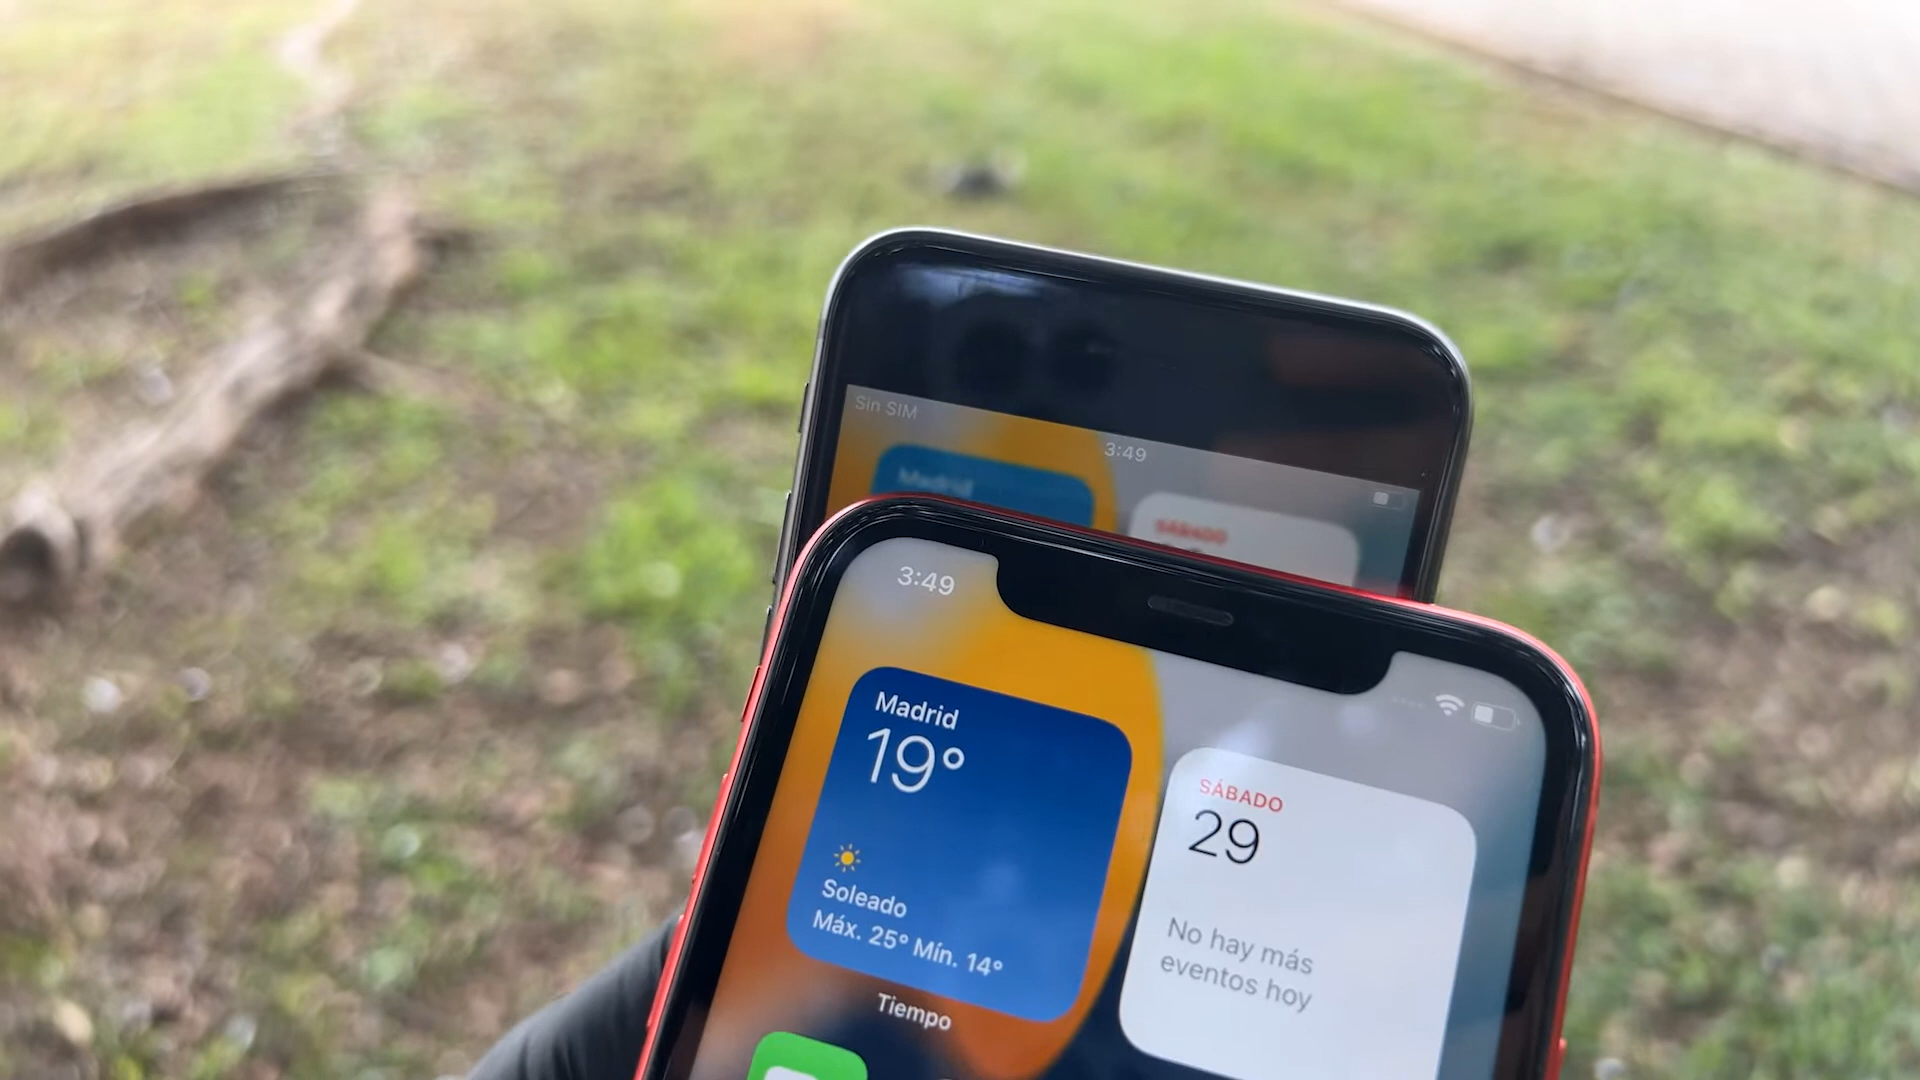 Sin SIM
3:49
Madrid
SÁBADO
3:49
Madrid
19°
Soleado
Máx. 25° Mín. 14°
Tiempo
SÁBADO
29
No hay más
eventos hoy